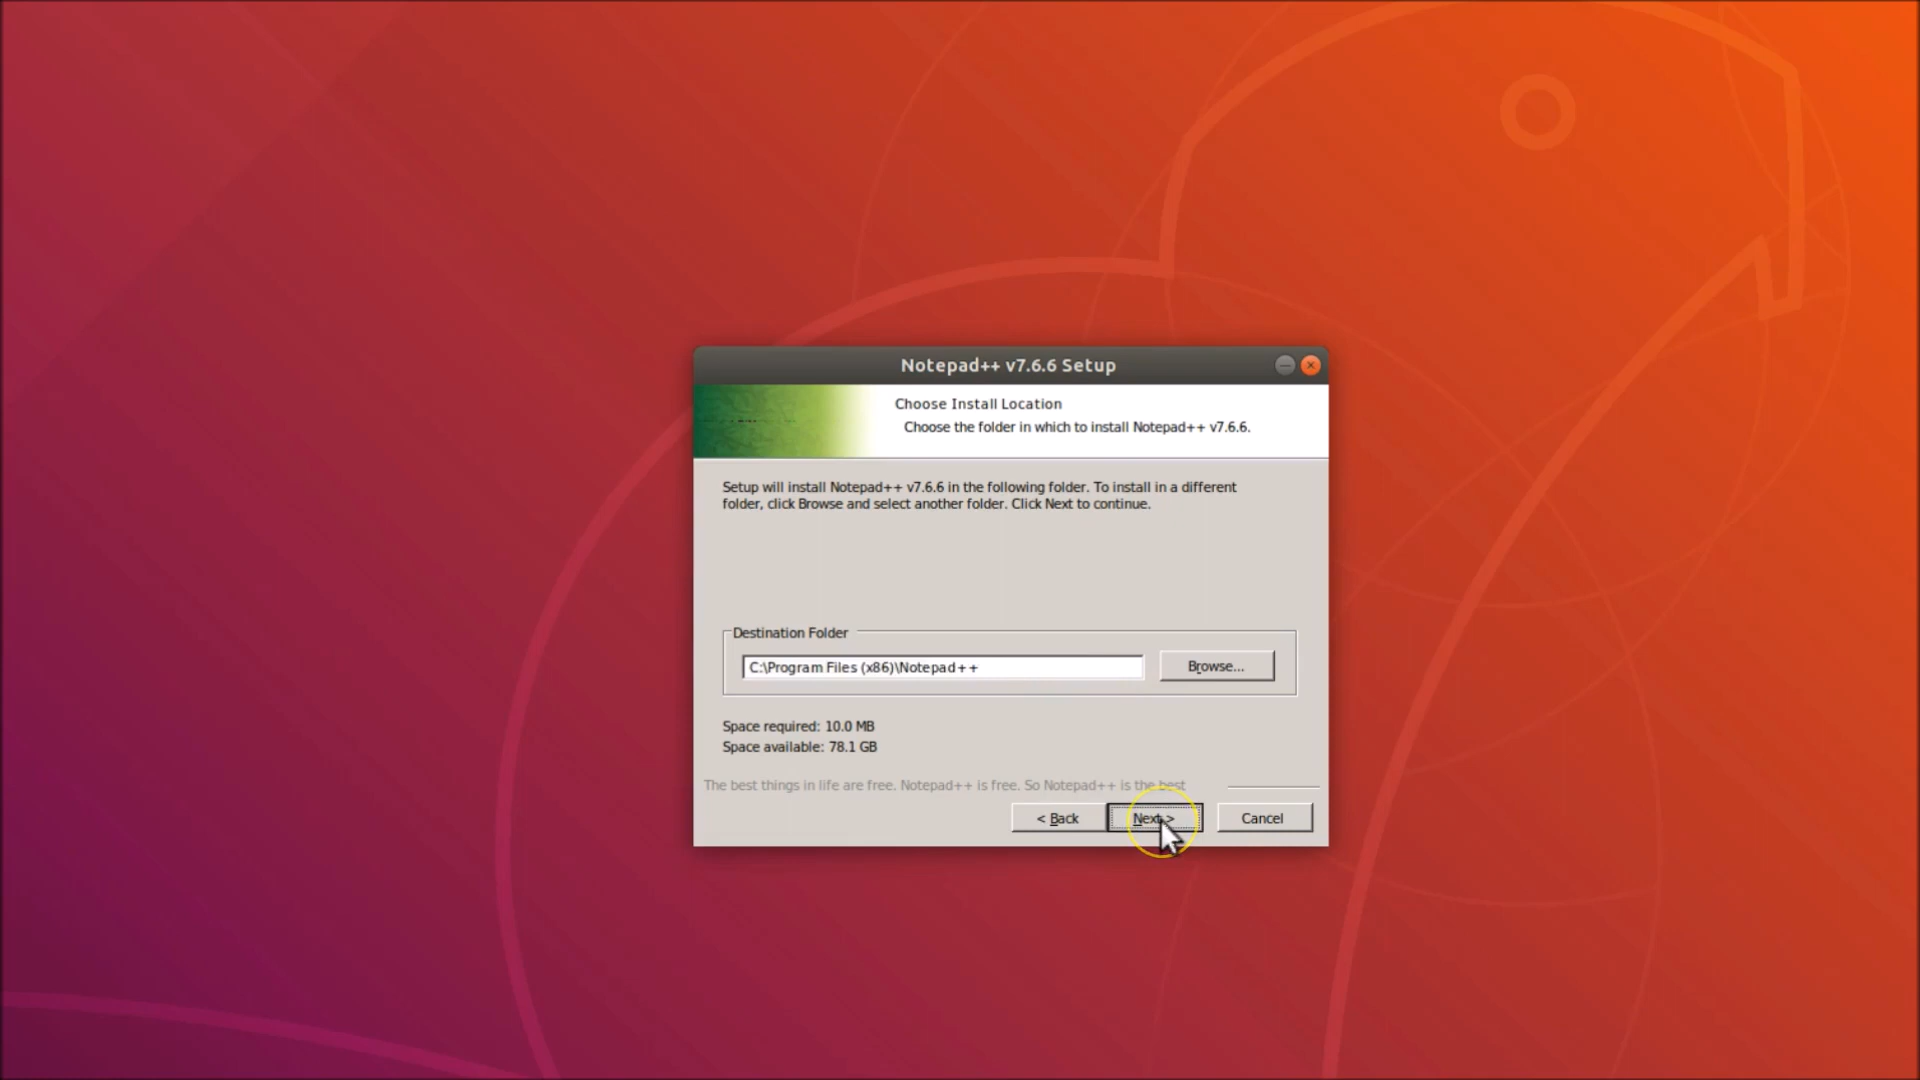 Notepad++ v7.6.6 Setup
Choose Install Location
Choose the folder in which to install Notepad++ v7.6.6.
Setup will install Notepad++ v7.6.6 in the following folder. To install in a different
folder, click Browse and select another folder. Click Next to continue.
Destination Folder
C:\Program Files (x86)\Notepad++
Browse...
Space required: 10.0 MB
Space available: 78.1 GB
The best things in life are free. Notepad++ is free. So Notepad++ is the best
< Back
Next >
Cancel